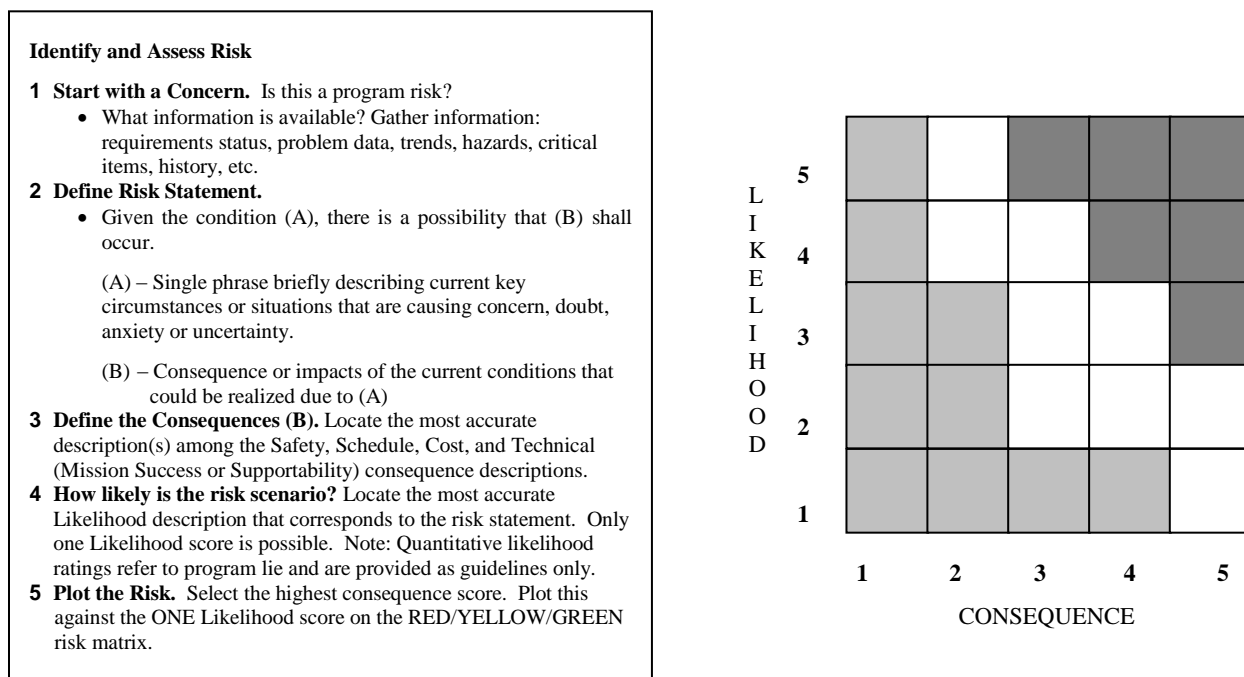 Identify and Assess Risk
1 Start with a Concern. Is this a program risk?
• What information is available? Gather information:
requirements status, problem data, trends, hazards, critical
items, history, etc.
2 Define Risk Statement.
• Given the condition (A), there is a possibility that (B) shall
occur.
(A) – Single phrase briefly describing current key
circumstances or situations that are causing concern, doubt,
anxiety or uncertainty.
(B) – Consequence or impacts of the current conditions that
could be realized due to (A)
3 Define the Consequences (B). Locate the most accurate
description(s) among the Safety, Schedule, Cost, and Technical
(Mission Success or Supportability) consequence descriptions.
4 How likely is the risk scenario? Locate the most accurate
Likelihood description that corresponds to the risk statement. Only
one Likelihood score is possible. Note: Quantitative likelihood
ratings refer to program lie and are provided as guidelines only.
5 Plot the Risk. Select the highest consequence score. Plot this
against the ONE Likelihood score on the RED/YELLOW/GREEN
risk matrix.
LIKELIHOOD
5
4
3
2
1
1 2 3 4 5
CONSEQUENCE